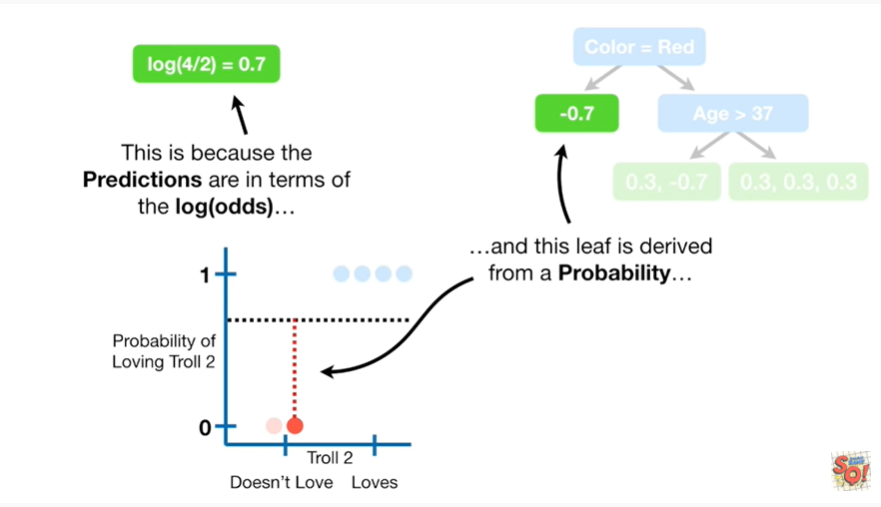 log(4/2) = 0.7
This is because the
Predictions are in terms of
the log(odds)…
Color = Red
-0.7
Age > 37
0.3, -0.7
0.3, 0.3, 0.3
…and this leaf is derived
from a Probability…
1
Probability of
Loving Troll 2
0
Troll 2
Doesn't Love
Loves
SQ!